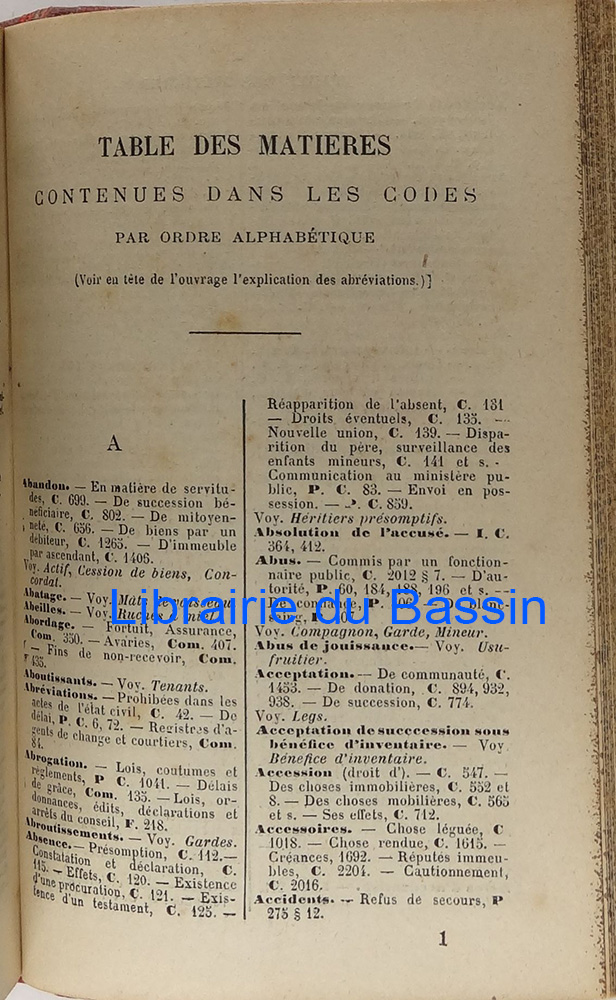 TABLE DES MATIERES
CONTENUES DANS LES CODES
PAR ORDRE ALPHABÉTIQUE
(Voir en tête de l'ouvrage l'explication des abréviations.)]
A
Abandon. — En matière de servitu-
des, C. 699. — De succession bé-
néficiaire, C. 802. — De mitoyen-
neté, C. 656. — De biens par un
débiteur, C. 1265. — D'immeuble
par ascendant, C. 1406.
Voy. Actif, Cession de biens, Con-
cordat.
Abatage. — Voy. Mâts de vaisseau
Abeilles. — Voy. Ruches
Abordage. — Fortuit, Assurance,
Com. 350. — Avaries, Com. 407.
— Fins de non-recevoir, Com.
435.
Aboutissants. — Voy. Tenants.
Abréviations. — Prohibées dans les
actes de l'état civil, C. 42. — De
délai, P. C. 6, 72. — Registres d'a-
gents de change et courtiers, Com.
84.
Abrogation. — Lois, coutumes et
règlements, P C. 1041. — Délais
de grâce, Com. 135. — Lois, or-
donnances, édits, déclarations et
arrêts du conseil, F. 218.
Abroutissements. — Voy. Gardes.
Absence. — Présomption, C. 112. —
Constatation et déclaration, C.
115. — Effets, C. 120. — Existence
d'une procuration, C. 121. — Exis-
tence d'un testament, C. 123. —
Réapparition de l'absent, C. 131
— Droits éventuels, C. 135. —
Nouvelle union, C. 139. — Dispa-
rition du père, surveillance des
enfants mineurs, C. 141 et s. -
Communication au ministère pu-
blic, P. C. 83. — Envoi en pos-
session. — P. C. 859.
Voy. Héritiers présomptifs.
Absolution de l'accusé. — I. C.
364, 412.
Abus. — Commis par un fonction-
naire public, C. 2012 § 7. — D'au-
torité, P. 60, 184, 188, 196 et s. —
De confiance, P. 406
Voy. Compagnon, Garde, Mineur.
Abus de jouissance. — Voy. Usu-
fruitier.
Acceptation. — De communauté, C.
1453. — De donation, C. 894, 932,
938. — De succession, C. 774.
Voy. Legs.
Acceptation de succcession sous
bénéfice d'inventaire. — Voy
Bénéfice d'inventaire.
Accession (droit d'). — C. 547. —
Des choses immobilières, C. 552 et
8. — Des choses mobilières, C. 565
et s. — Ses effets, C. 712.
Accessoires. — Chose léguée, C
1018. — Chose rendue, C. 1615. —
Créances, 1692. — Réputés immeu-
bles, C. 2204. — Cautionnement,
C. 2016.
Accidents. — Refus de secours, P
275 § 12.
1
Librairie du Bassin